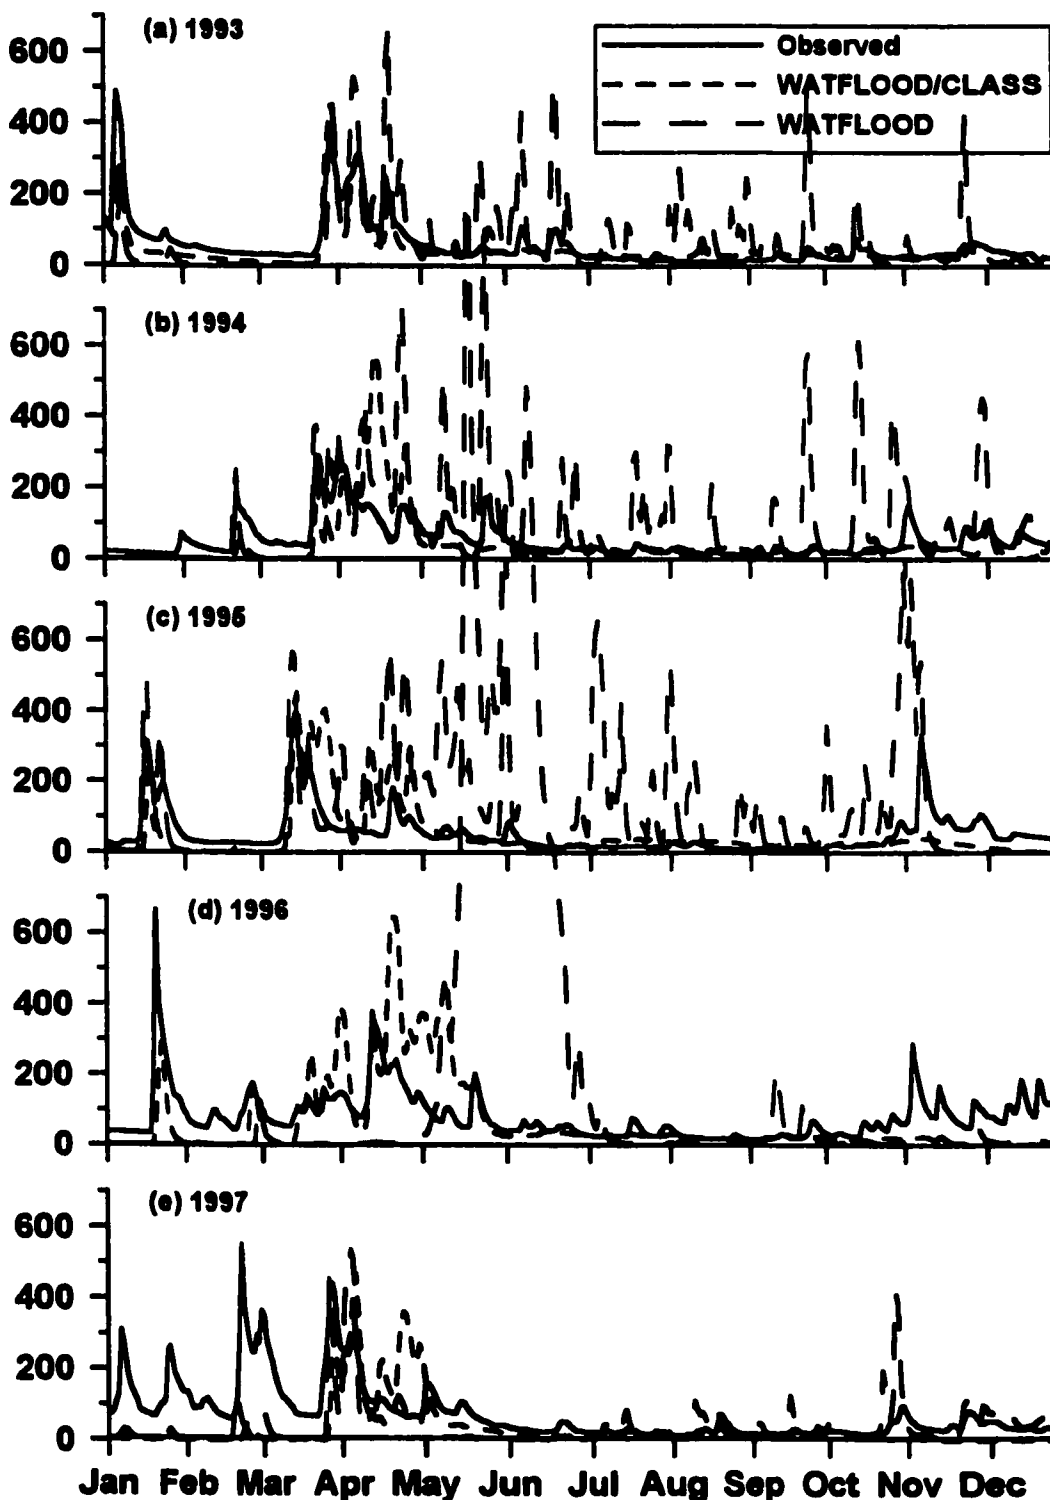 (a) 1993
Observed
WATFLOOD/CLASS
WATFLOOD
600
400
200
0
(b) 1994
600
400
200
0
(c) 1995
600
400
200
0
(d) 1996
600
400
200
0
(e) 1997
600
400
200
0
Jan Feb Mar Apr May Jun Jul Aug Sep Oct Nov Dec